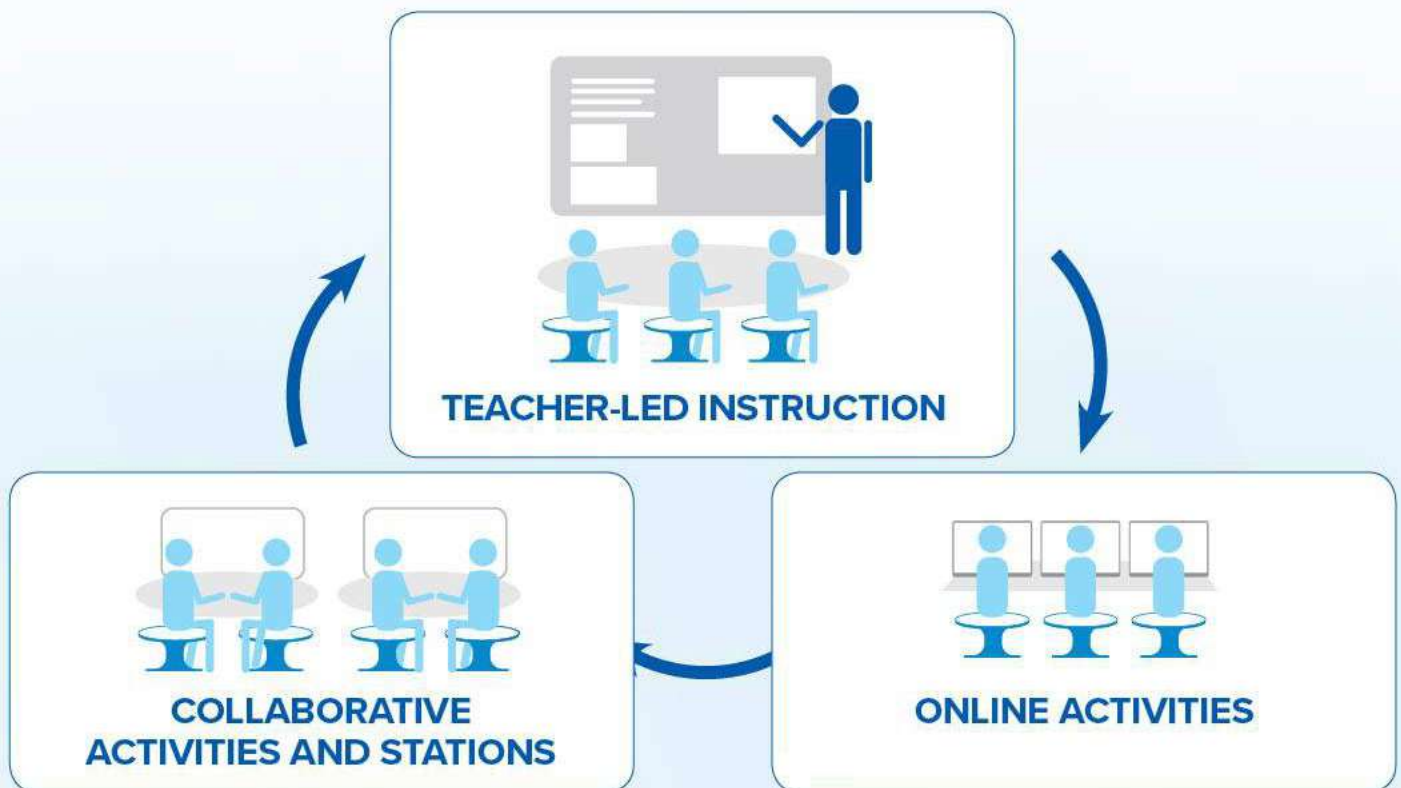 TEACHER-LED INSTRUCTION
COLLABORATIVE
ACTIVITIES AND STATIONS
ONLINE ACTIVITIES